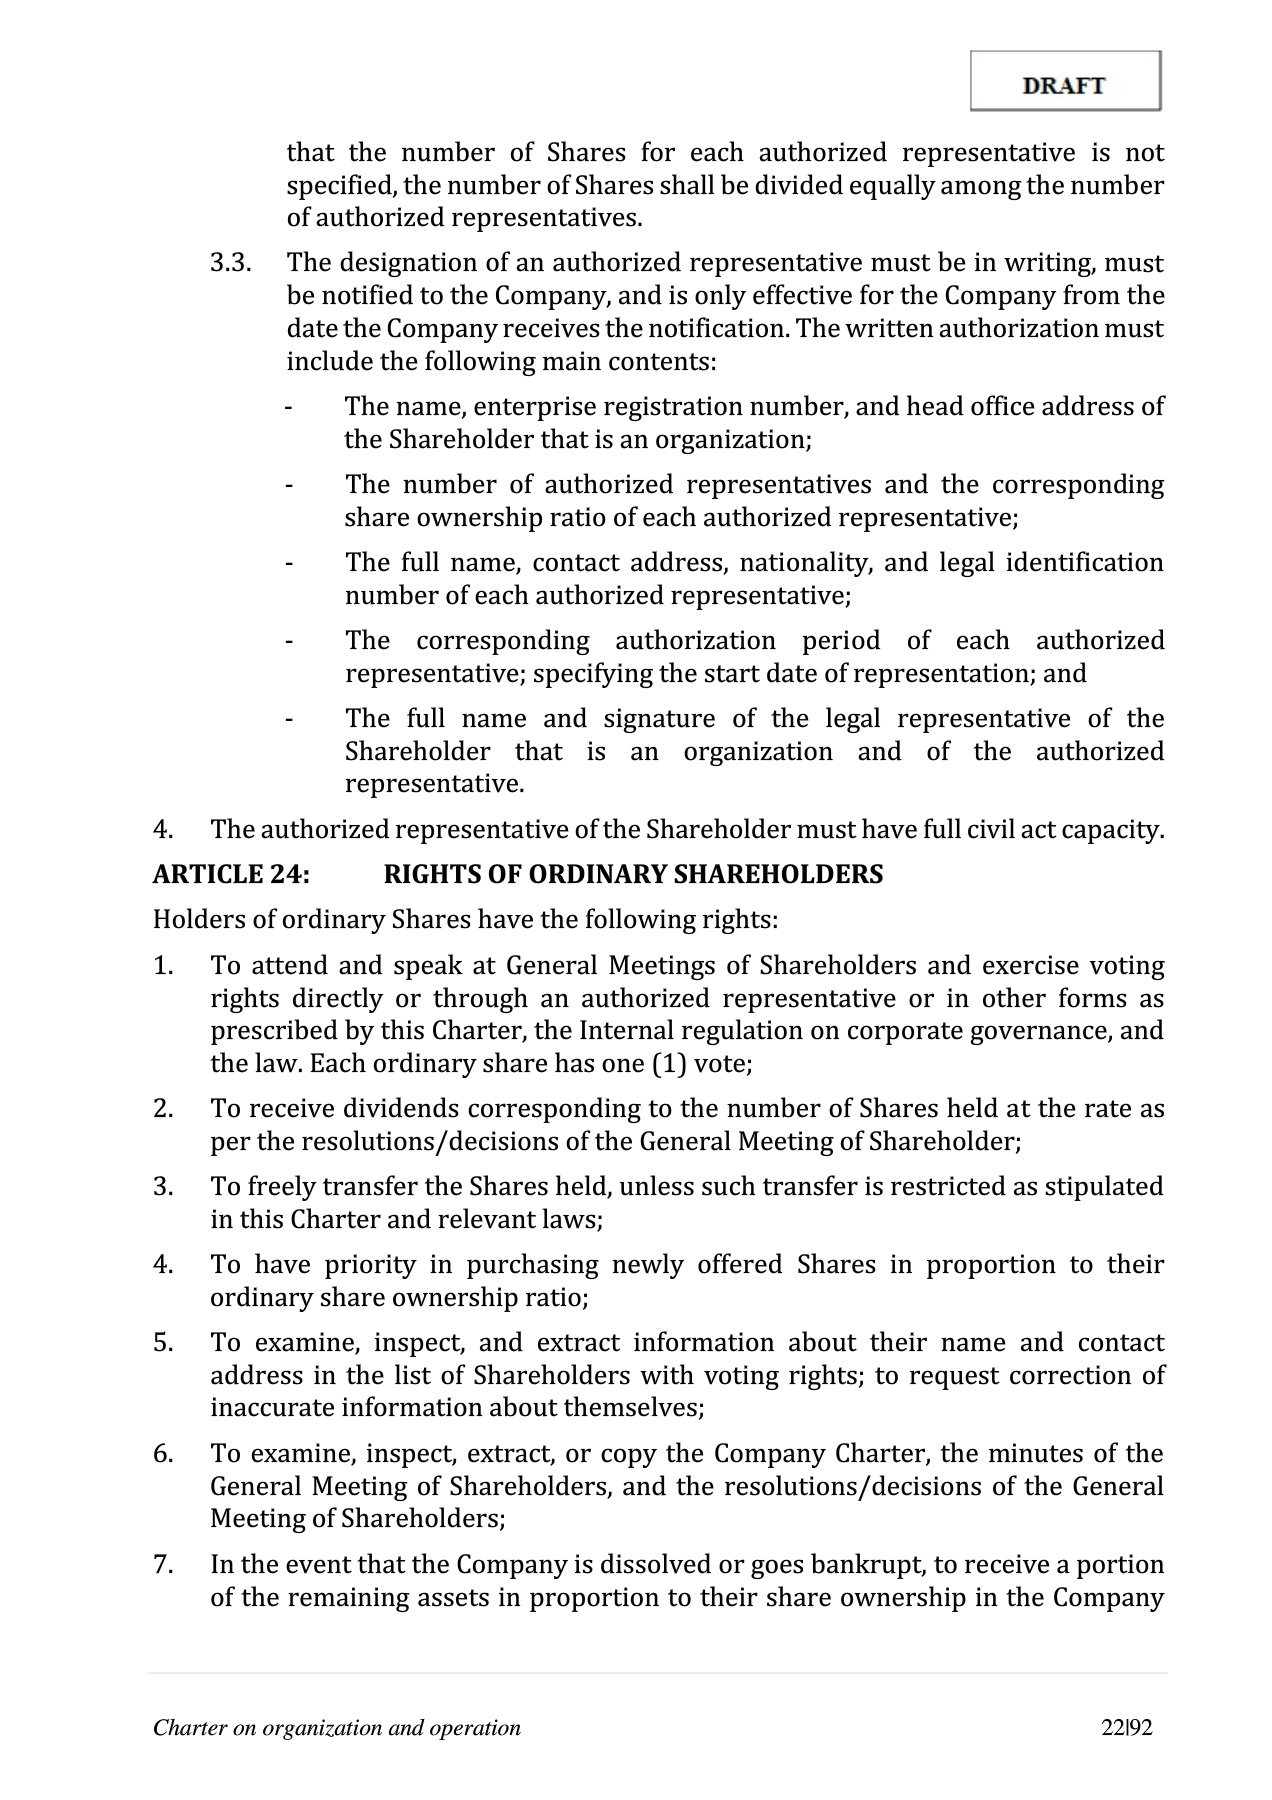 DRAFT
that the number of Shares for each authorized representative is not
specified, the number of Shares shall be divided equally among the number
of authorized representatives.
3.3. The designation of an authorized representative must be in writing, must
be notified to the Company, and is only effective for the Company from the
date the Company receives the notification. The written authorization must
include the following main contents:
- The name, enterprise registration number, and head office address of
the Shareholder that is an organization;
- The number of authorized representatives and the corresponding
share ownership ratio of each authorized representative;
- The full name, contact address, nationality, and legal identification
number of each authorized representative;
- The corresponding authorization period of each authorized
representative; specifying the start date of representation; and
- The full name and signature of the legal representative of the
Shareholder that is an organization and of the authorized
representative.
4. The authorized representative of the Shareholder must have full civil act capacity.
ARTICLE 24: RIGHTS OF ORDINARY SHAREHOLDERS
Holders of ordinary Shares have the following rights:
1. To attend and speak at General Meetings of Shareholders and exercise voting
rights directly or through an authorized representative or in other forms as
prescribed by this Charter, the Internal regulation on corporate governance, and
the law. Each ordinary share has one (1) vote;
2. To receive dividends corresponding to the number of Shares held at the rate as
per the resolutions/decisions of the General Meeting of Shareholder;
3. To freely transfer the Shares held, unless such transfer is restricted as stipulated
in this Charter and relevant laws;
4. To have priority in purchasing newly offered Shares in proportion to their
ordinary share ownership ratio;
5. To examine, inspect, and extract information about their name and contact
address in the list of Shareholders with voting rights; to request correction of
inaccurate information about themselves;
6. To examine, inspect, extract, or copy the Company Charter, the minutes of the
General Meeting of Shareholders, and the resolutions/decisions of the General
Meeting of Shareholders;
7. In the event that the Company is dissolved or goes bankrupt, to receive a portion
of the remaining assets in proportion to their share ownership in the Company
Charter on organization and operation 22|92